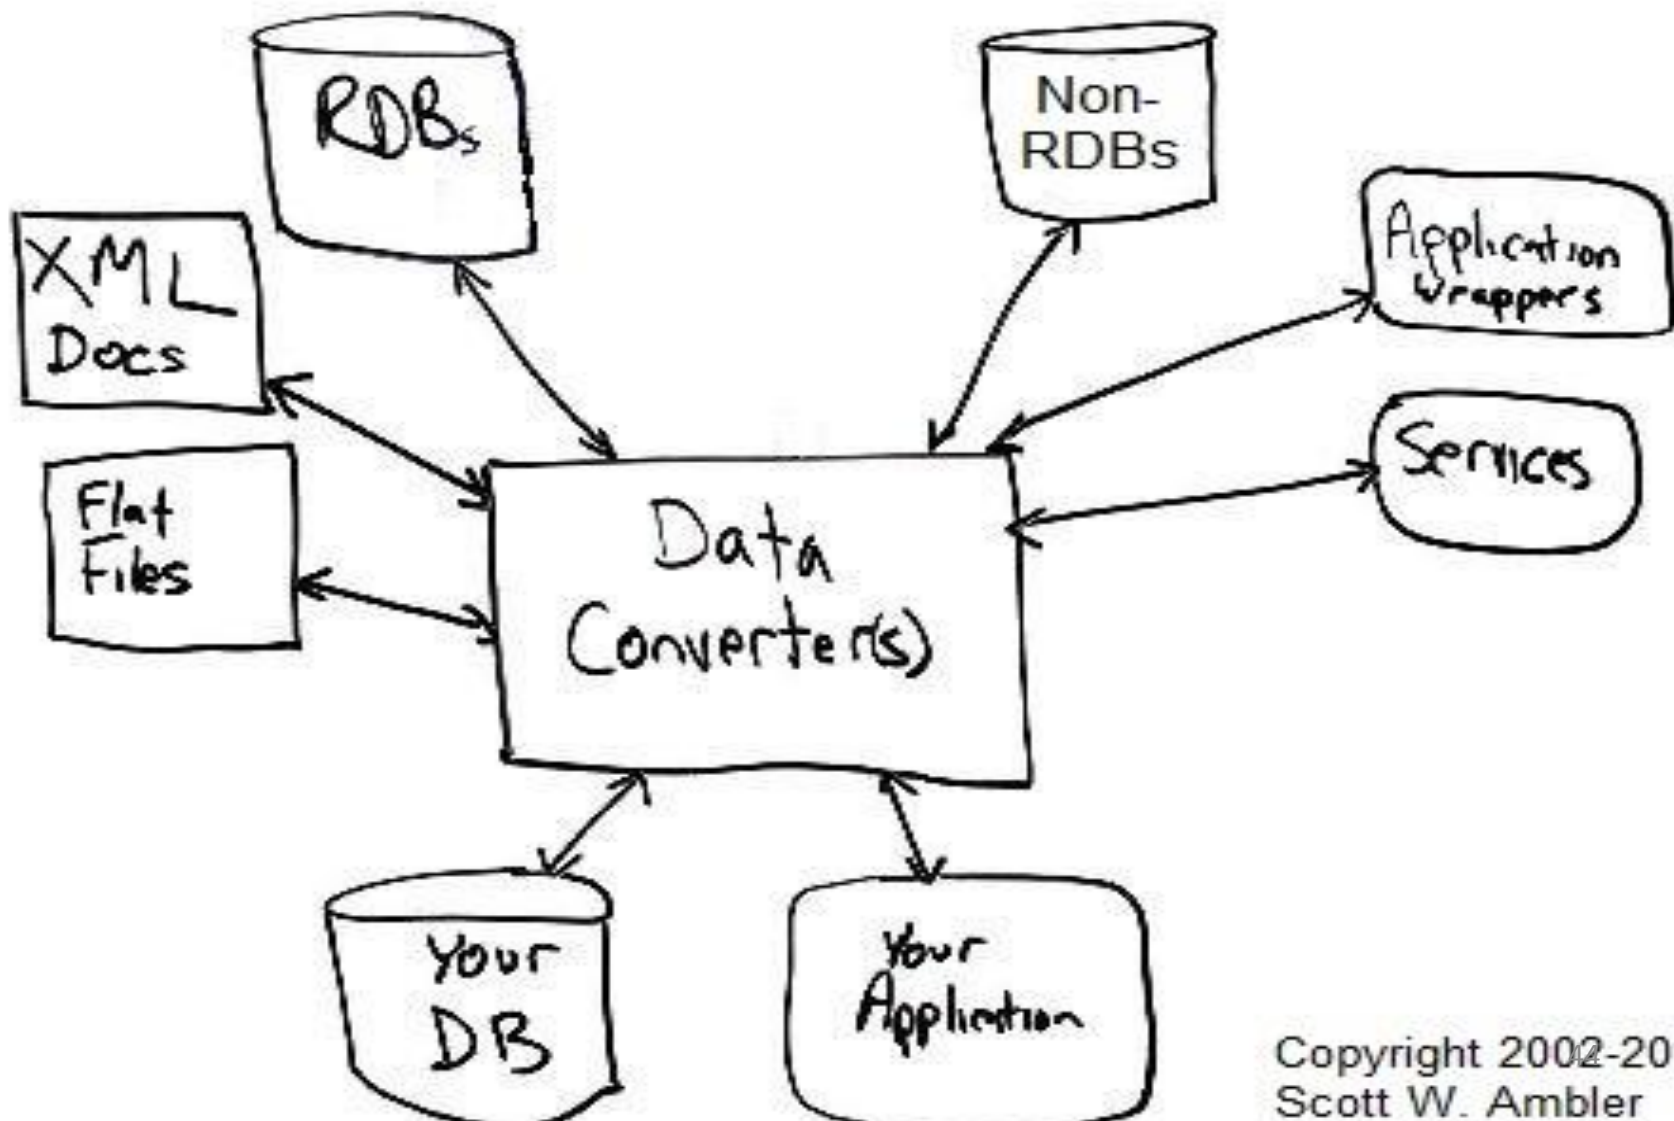 RDBs
Non-
RDBs
XML
Docs
Application
Wrappers
Flat
Files
Services
Data
Converter(s)
Your
DB
Your
Application
Copyright 2002-20
Scott W. Ambler